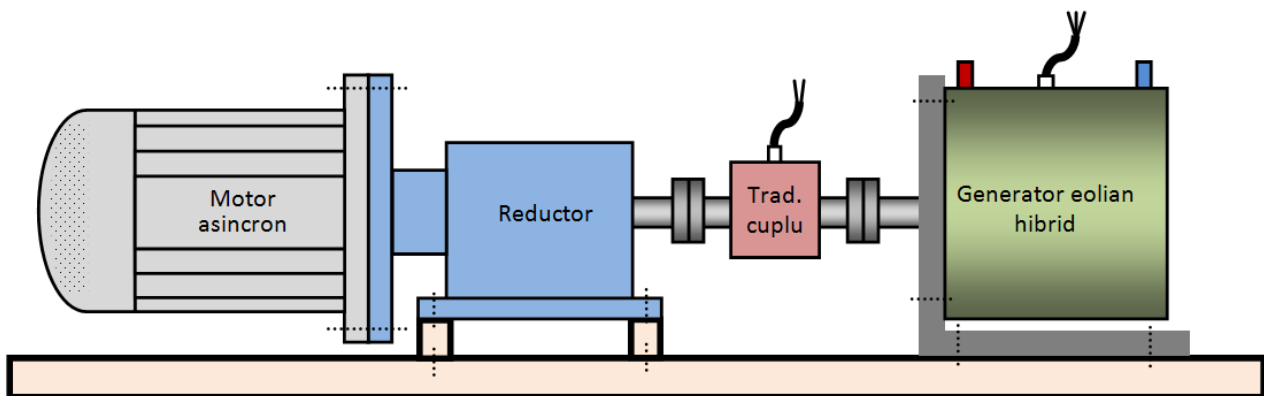 Motor
asincron
Reductor
Trad.
cuplu
Generator eolian
hibrid